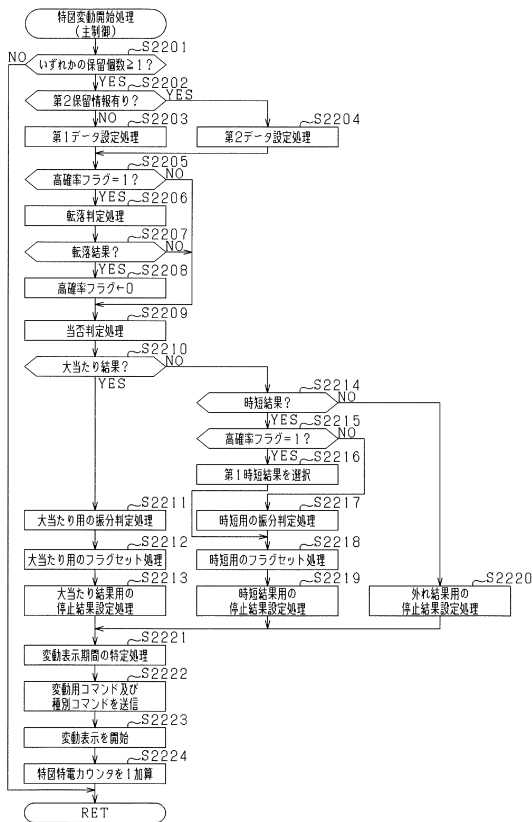 特図変動開始処理
(主制御)
S2201
NO
いずれかの保留個数≧1?
YES
S2202
第2保留情報有り?
YES
NO
S2203
S2204
第1データ設定処理
第2データ設定処理
S2205
高確率フラグ=1?
NO
YES
S2206
転落判定処理
S2207
転落結果?
NO
YES
S2208
高確率フラグ←0
S2209
当否判定処理
S2210
大当たり結果?
NO
YES
S2214
時短結果?
NO
YES
S2215
高確率フラグ=1?
NO
YES
S2216
第1時短結果を選択
S2211
S2217
大当たり用の振分判定処理
時短用の振分判定処理
S2212
S2218
大当たり用のフラグセット処理
時短用のフラグセット処理
S2213
S2219
S2220
大当たり結果用の
停止結果設定処理
時短結果用の
停止結果設定処理
外れ結果用の
停止結果設定処理
S2221
変動表示期間の特定処理
S2222
変動用コマンド及び
種別コマンドを送信
S2223
変動表示を開始
S2224
特図特電カウンタを1加算
RET